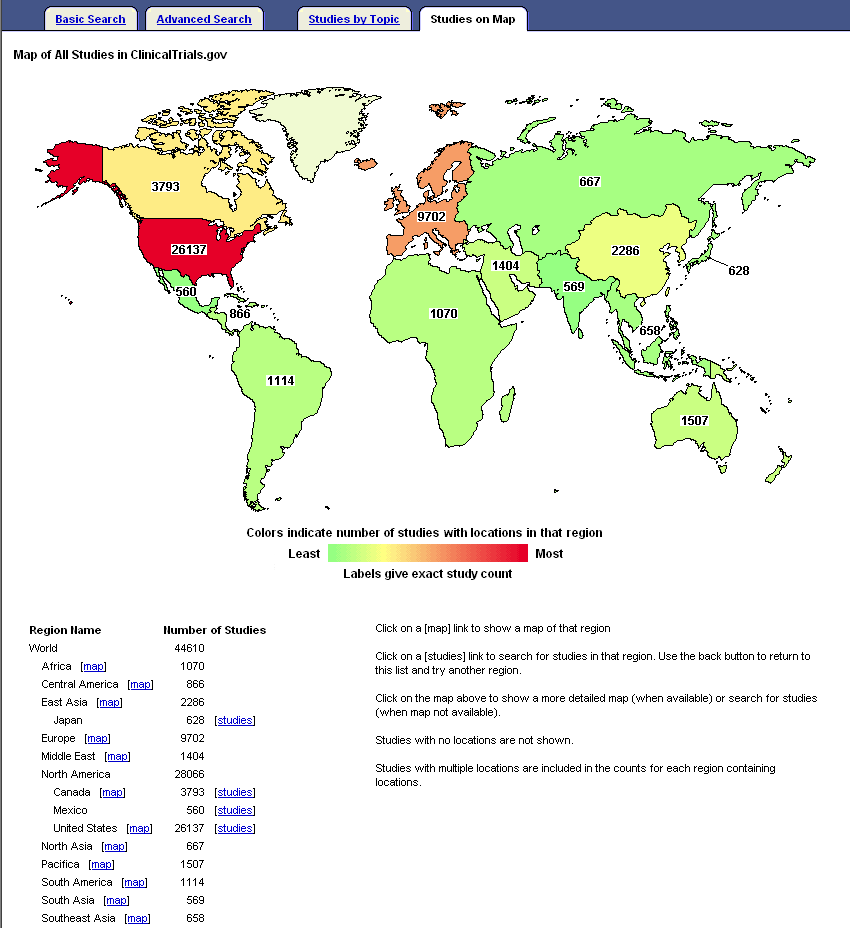 Basic Search
Advanced Search
Studies by Topic
Studies on Map
Map of All Studies in ClinicalTrials.gov
3793
667
9702
26137
2286
1404
628
560
569
866
1070
658
1114
1507
Colors indicate number of studies with locations in that region
Least
Most
Labels give exact study count
Region Name Number of Studies
World 44610
Africa [map] 1070
Central America [map] 866
East Asia [map] 2286
Japan 628 [studies]
Europe [map] 9702
Middle East [map] 1404
North America 28066
Canada [map] 3793 [studies]
Mexico 560 [studies]
United States [map] 26137 [studies]
North Asia [map] 667
Pacifica [map] 1507
South America [map] 1114
South Asia [map] 569
Southeast Asia [map] 658
Click on a [map] link to show a map of that region
Click on a [studies] link to search for studies in that region. Use the back button to return to
this list and try another region.
Click on the map above to show a more detailed map (when available) or search for studies
(when map not available).
Studies with no locations are not shown.
Studies with multiple locations are included in the counts for each region containing
locations.